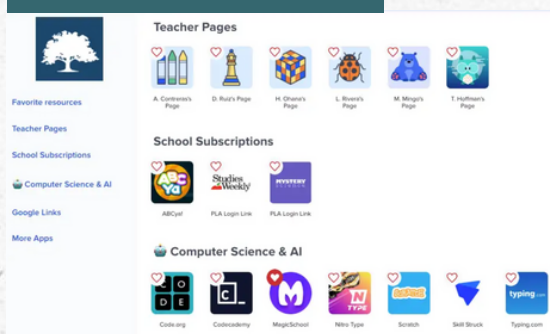 Teacher Pages
A. Contreras's Page
D. Ruiz's Page
H. Ohana's Page
L. Rivera's Page
M. Mingo's Page
T. Hoffman's Page
Favorite resources
Teacher Pages
School Subscriptions
Computer Science & AI
Google Links
More Apps
School Subscriptions
ABCya
Studies Weekly
MYSTERY
ABCya!
PLA Login Link
PLA Login Link
Computer Science & AI
CODE
C_
M
N
TYPE
SCRATCH
typing
Code.org
Codecademy
MagicSchool
Nitro Type
Scratch
Skill Struck
Typing.com